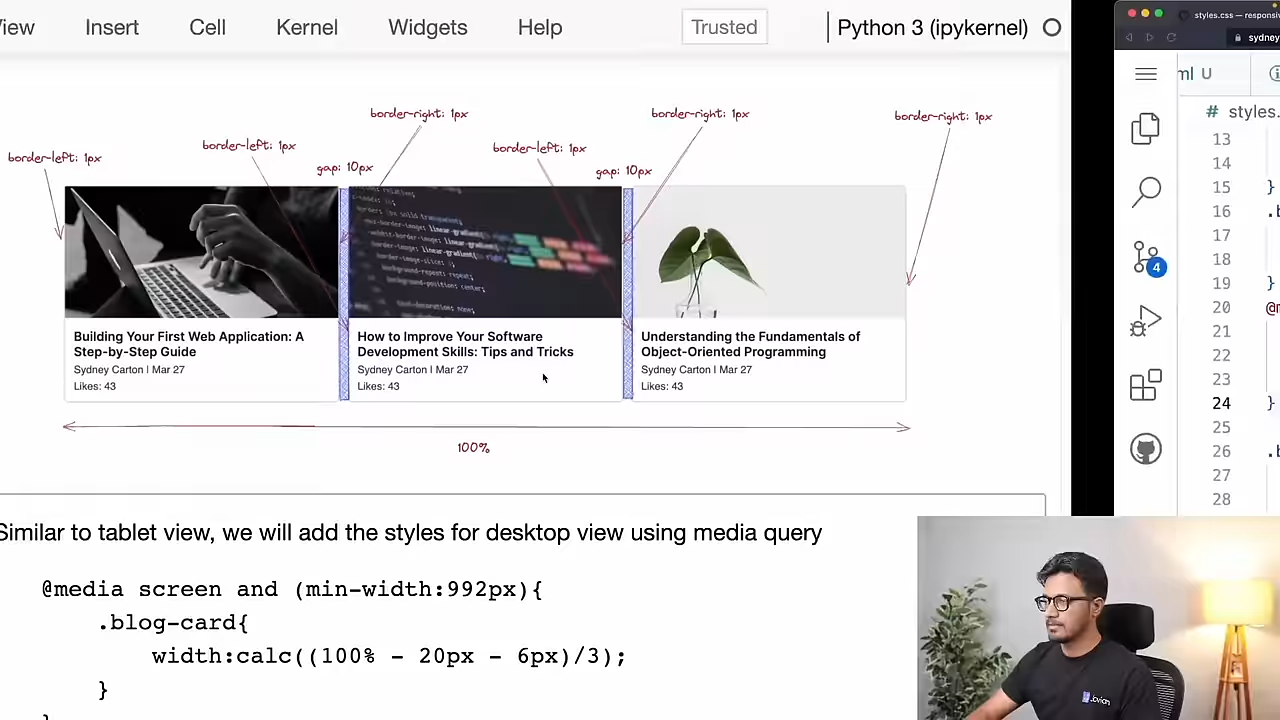 View Insert Cell Kernel Widgets Help Trusted Python 3 (ipykernel)
styles.css — responsiv
sydney
ml U
# styles.
border-right: 1px
border-right: 1px
border-right: 1px
border-left: 1px
border-left: 1px
border-left: 1px
gap: 10px
gap: 10px
Building Your First Web Application: A
Step-by-Step Guide
Sydney Carton | Mar 27
Likes: 43
How to Improve Your Software
Development Skills: Tips and Tricks
Sydney Carton | Mar 27
Likes: 43
Understanding the Fundamentals of
Object-Oriented Programming
Sydney Carton | Mar 27
Likes: 43
100%
Similar to tablet view, we will add the styles for desktop view using media query
@media screen and (min-width:992px){
.blog-card{
width:calc((100% - 20px - 6px)/3);
}
}
13
14
15 }
16 .b
17
18
19 }
20 @m
21
22
23
24 }
25
26 .b
27
28
4
Jovian